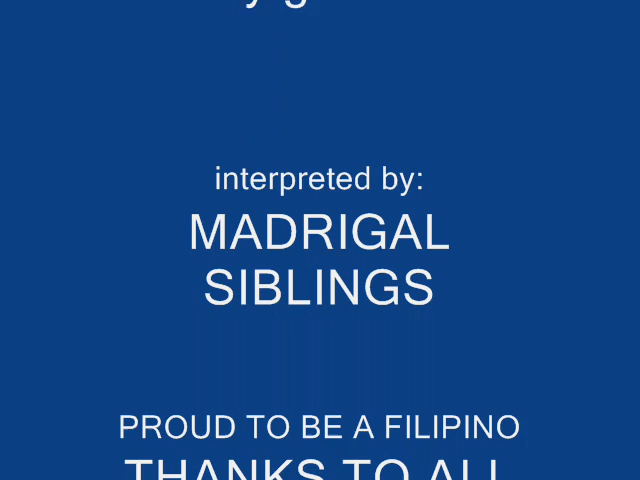 interpreted by:
MADRIGAL
SIBLINGS
PROUD TO BE A FILIPINO
THANKS TO ALL